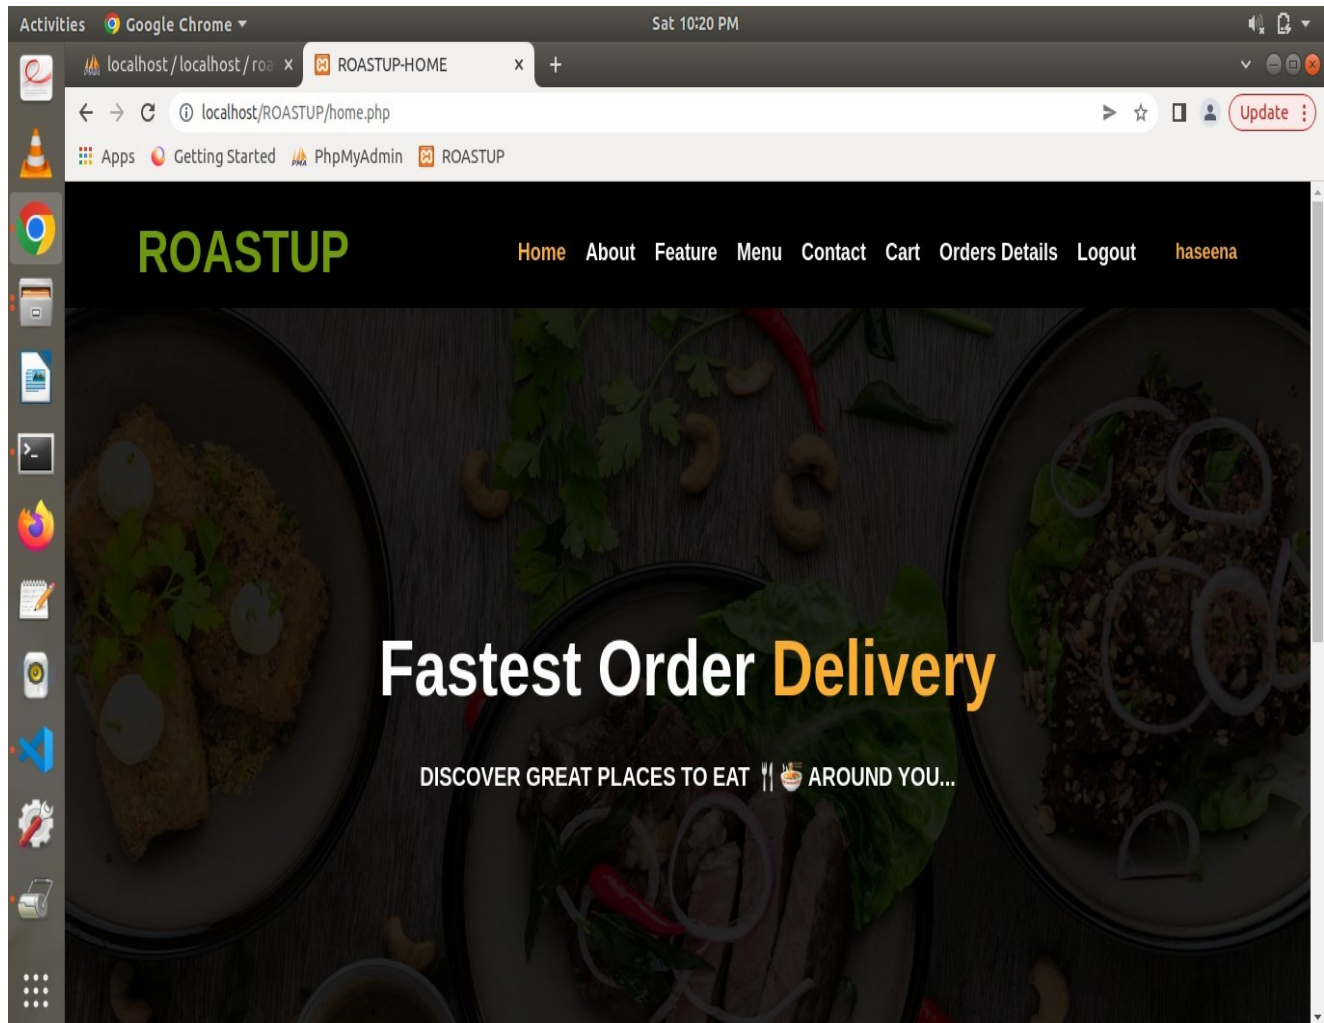 Activities Google Chrome Sat 10:20 PM
localhost / localhost / roa ROASTUP-HOME
localhost/ROASTUP/home.php Update
Apps Getting Started PhpMyAdmin ROASTUP
ROASTUP Home About Feature Menu Contact Cart Orders Details Logout haseena
Fastest Order Delivery
DISCOVER GREAT PLACES TO EAT 🍴🍜 AROUND YOU...